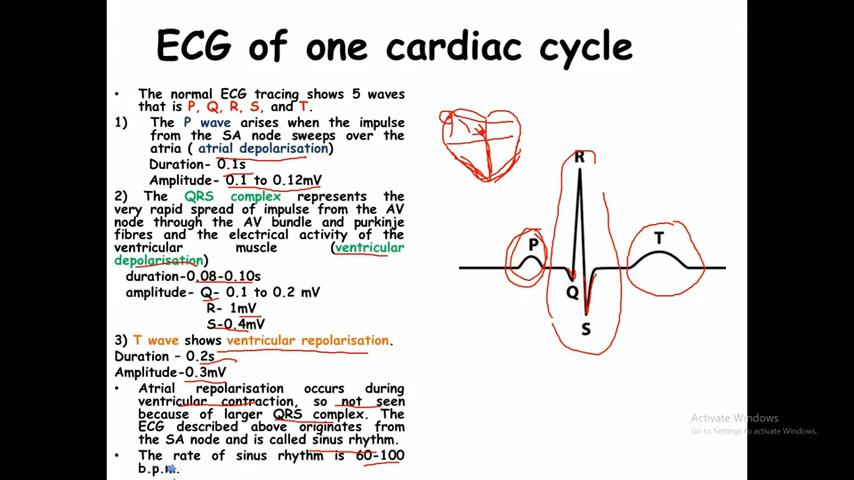 ECG of one cardiac cycle
• The normal ECG tracing shows 5 waves
that is P, Q, R, S, and T.
1) The P wave arises when the impulse
from the SA node sweeps over the
atria ( atrial depolarisation)
Duration- 0.1s
Amplitude- 0.1 to 0.12mV
2) The QRS complex represents the
very rapid spread of impulse from the AV
node through the AV bundle and purkinje
fibres and the electrical activity of the
ventricular muscle (ventricular
depolarisation)
duration-0.08-0.10s
amplitude- Q- 0.1 to 0.2 mV
R- 1mV
S-0.4mV
3) T wave shows ventricular repolarisation.
Duration - 0.2s
Amplitude-0.3mV
• Atrial repolarisation occurs during
ventricular contraction, so not seen
because of larger QRS complex. The
ECG described above originates from
the SA node and is called sinus rhythm.
• The rate of sinus rhythm is 60-100
b.p.m.
R
P
T
Q
S
Activate Windows
Go to Settings to activate Windows.